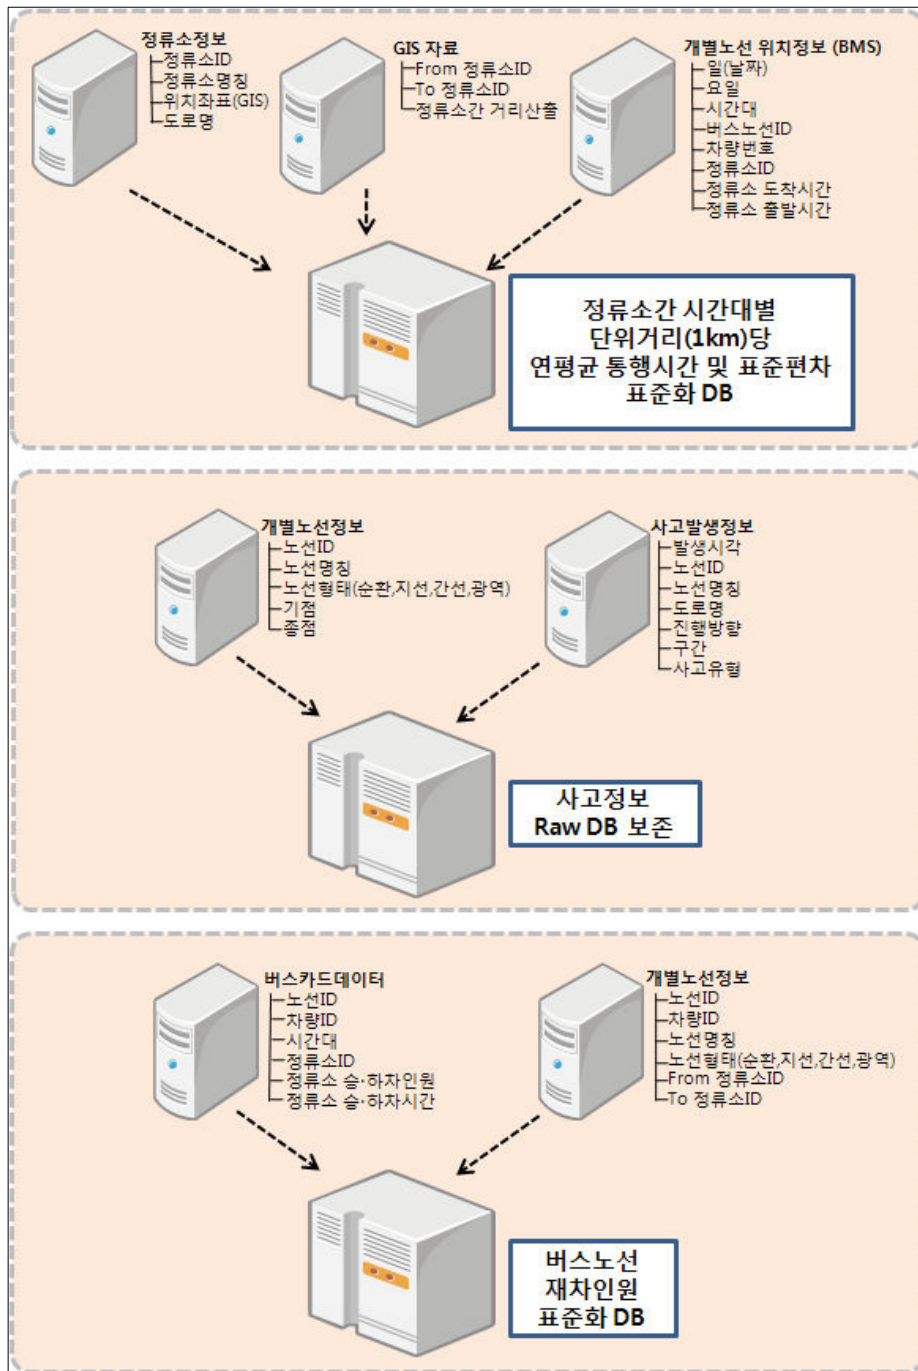 정류소정보
정류소ID
정류소명칭
위치좌표(GIS)
도로명
GIS 자료
From 정류소ID
To 정류소ID
정류소간 거리산출
개별노선 위치정보 (BMS)
일(날짜)
요일
시간대
버스노선ID
차량번호
정류소ID
정류소 도착시간
정류소 출발시간
정류소간 시간대별
단위거리(1km)당
연평균 통행시간 및 표준편차
표준화 DB
개별노선정보
노선ID
노선명칭
노선형태(순환,지선,간선,광역)
기점
종점
사고발생정보
발생시각
노선ID
노선명칭
도로명
진행방향
구간
사고유형
사고정보
Raw DB 보존
버스카드데이터
노선ID
차량ID
시간대
정류소ID
정류소 승·하차인원
정류소 승·하차시간
개별노선정보
노선ID
차량ID
노선명칭
노선형태(순환,지선,간선,광역)
From 정류소ID
To 정류소ID
버스노선
재차인원
표준화 DB